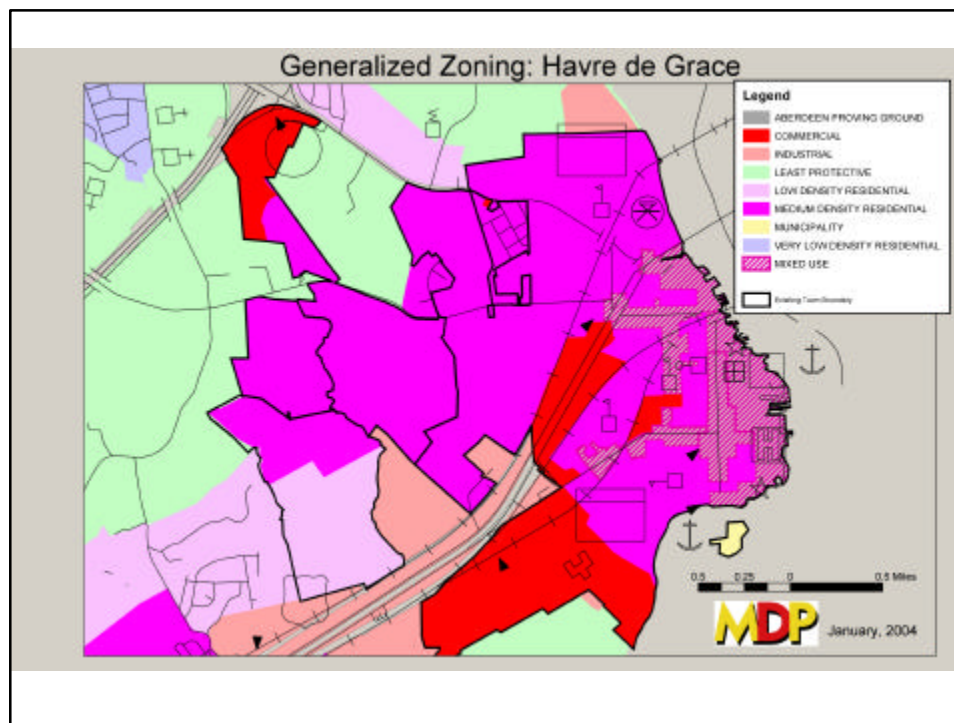 Generalized Zoning: Havre de Grace
Legend
ABERDEEN PROVING GROUND
COMMERCIAL
INDUSTRIAL
LEAST PROTECTIVE
LOW DENSITY RESIDENTIAL
MEDIUM DENSITY RESIDENTIAL
MUNICIPALITY
VERY LOW DENSITY RESIDENTIAL
MIXED USE
Existing Town Boundary
0.5 0.25 0 0.5 Miles
MDP January, 2004